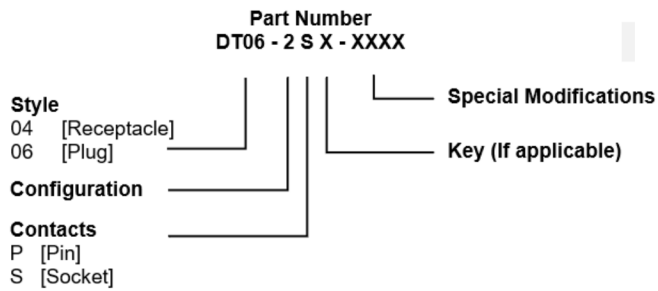 Part Number
DT06 - 2 S X - XXXX
Style
04 [Receptacle]
06 [Plug]
Configuration
Contacts
P [Pin]
S [Socket]
Special Modifications
Key (If applicable)